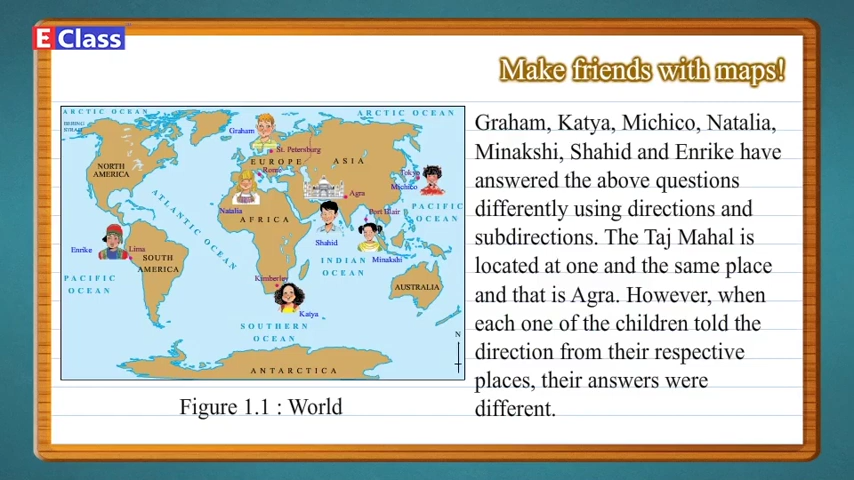 E Class
Make friends with maps!
ARCTIC OCEAN
ARCTIC OCEAN
BERING
STRAIT
Graham
St. Petersburg
NORTH
AMERICA
EUROPE
ASIA
Rome
Tokyo
Michico
Agra
ATLANTIC OCEAN
Natalia
AFRICA
Port Blair
PACIFIC
OCEAN
Shahid
Enrike
Lima
SOUTH
AMERICA
Minakshi
INDIAN
OCEAN
PACIFIC
OCEAN
Kimberley
Katya
AUSTRALIA
SOUTHERN
OCEAN
N
ANTARCTICA
Figure 1.1 : World
Graham, Katya, Michico, Natalia,
Minakshi, Shahid and Enrike have
answered the above questions
differently using directions and
subdirections. The Taj Mahal is
located at one and the same place
and that is Agra. However, when
each one of the children told the
direction from their respective
places, their answers were
different.